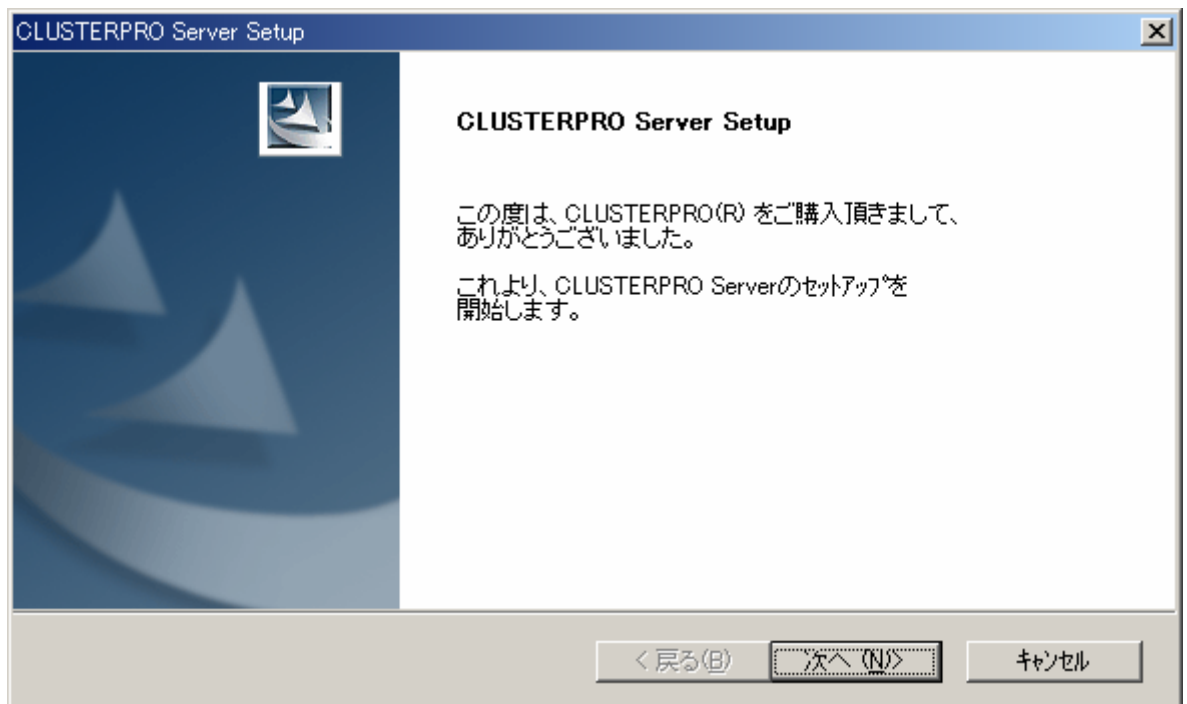 CLUSTERPRO Server Setup
CLUSTERPRO Server Setup
この度は、CLUSTERPRO(R) をご購入頂きまして、
ありがとうございました。
これより、CLUSTERPRO Serverのｾｯﾄｱｯﾌﾟを
開始します。
< 戻る(B)
次へ (N)>
ｷｬﾝｾﾙ